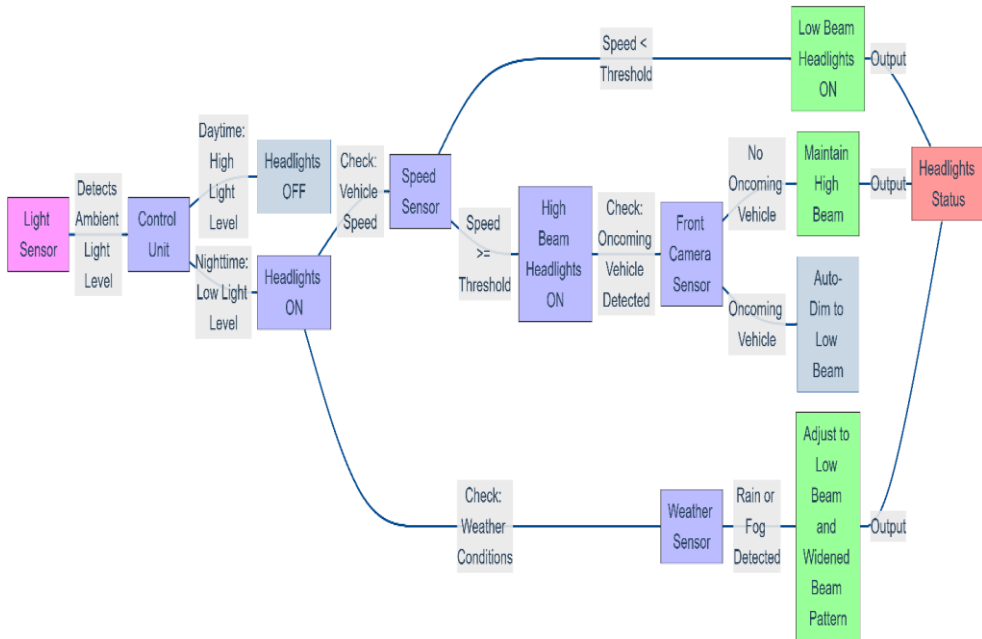 Light
Sensor
Detects
Ambient
Light
Level
Control
Unit
Daytime:
High
Light
Level
Headlights
OFF
Nighttime:
Low Light
Level
Headlights
ON
Check:
Vehicle
Speed
Speed
Sensor
Speed <
Threshold
Low Beam
Headlights
ON
Output
Speed
>=
Threshold
High
Beam
Headlights
ON
Check:
Oncoming
Vehicle
Detected
Front
Camera
Sensor
No
Oncoming
Vehicle
Maintain
High
Beam
Output
Headlights
Status
Oncoming
Vehicle
Auto-
Dim to
Low
Beam
Check:
Weather
Conditions
Weather
Sensor
Rain or
Fog
Detected
Adjust to
Low
Beam
and
Widened
Beam
Pattern
Output